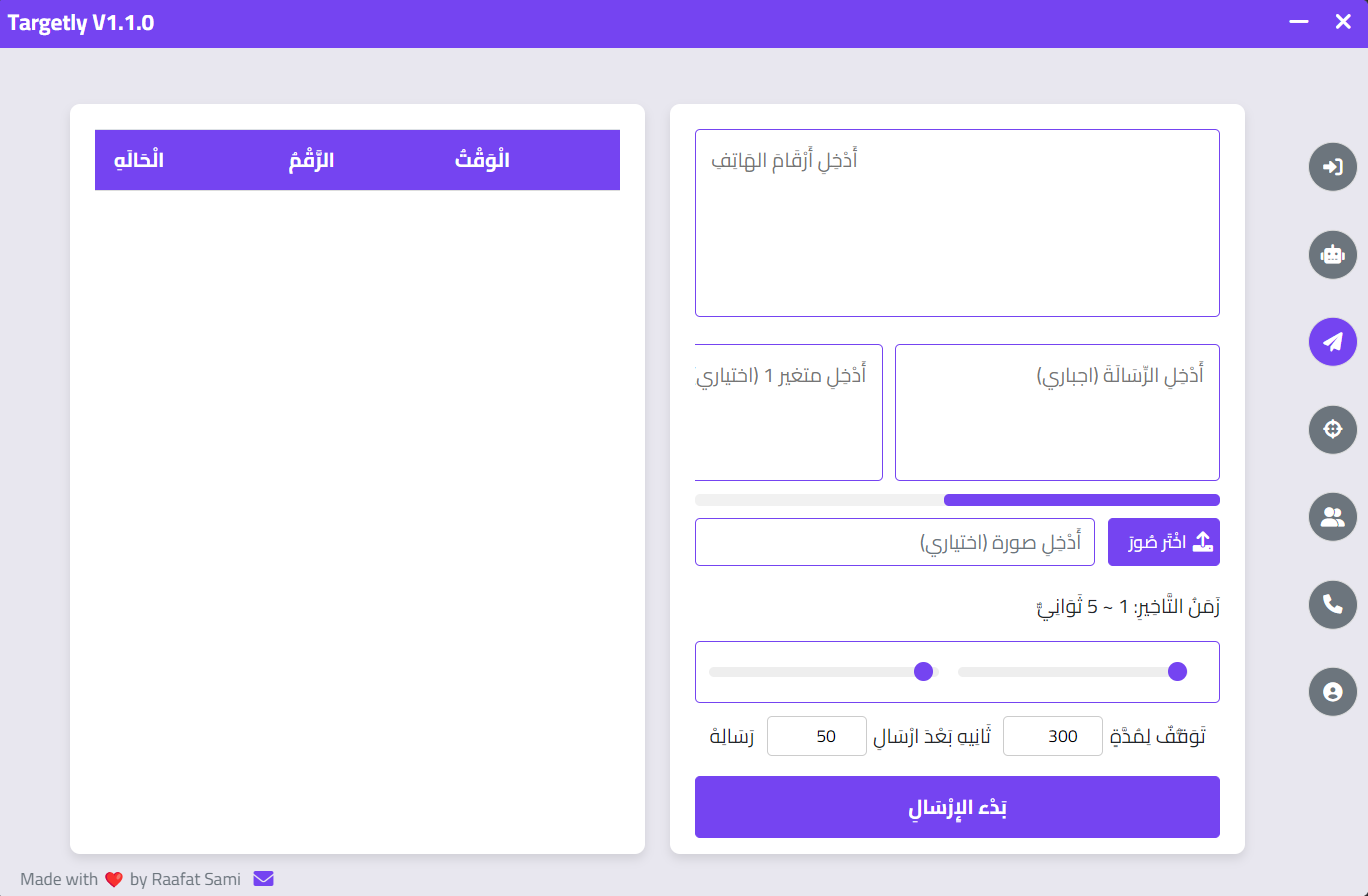 Targetly V1.1.0
أَدْخِلِ أَرْقَامَ الهَاتِفِ
أَدْخِلِ الرِّسَالَةَ (اجباري)
أَدْخِلِ متغير 1 (اختياري
اخْتَر صُورَ
أَدْخِلِ صورة (اختياري)
زَمَنُ التَّاخِيرِ: 1 ~ 5 ثَوَانِيُّ
تَوَقُّفٌ لِمُدَّةٍ 300 ثَانِيهِ بَعْدَ ارْسَالِ 50 رَسَالِهْ
بَدْء الإِرْسَالِ
الْوَقْتُ الرَّقْمُ الْحَالَهِ
Made with ❤️ by Raafat Sami